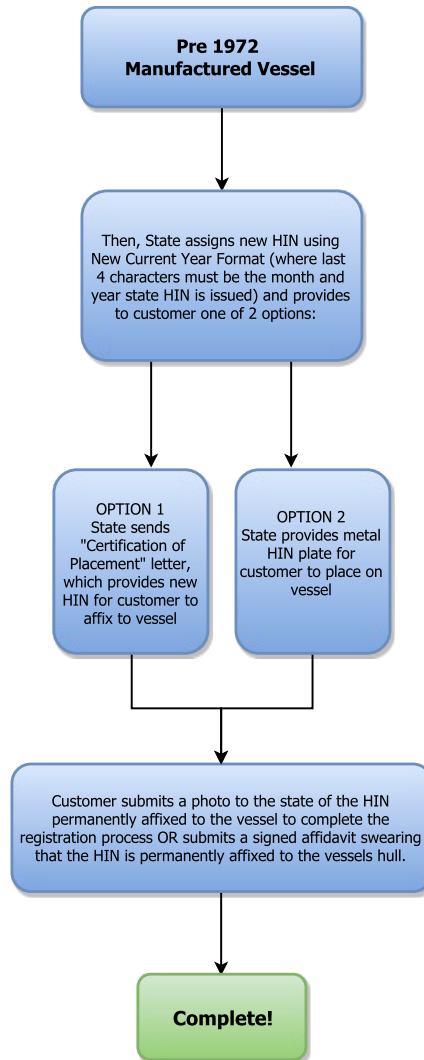 Pre 1972
Manufactured Vessel
Then, State assigns new HIN using
New Current Year Format (where last
4 characters must be the month and
year state HIN is issued) and provides
to customer one of 2 options:
OPTION 1
State sends
"Certification of
Placement" letter,
which provides new
HIN for customer to
affix to vessel
OPTION 2
State provides metal
HIN plate for
customer to place on
vessel
Customer submits a photo to the state of the HIN
permanently affixed to the vessel to complete the
registration process OR submits a signed affidavit swearing
that the HIN is permanently affixed to the vessels hull.
Complete!